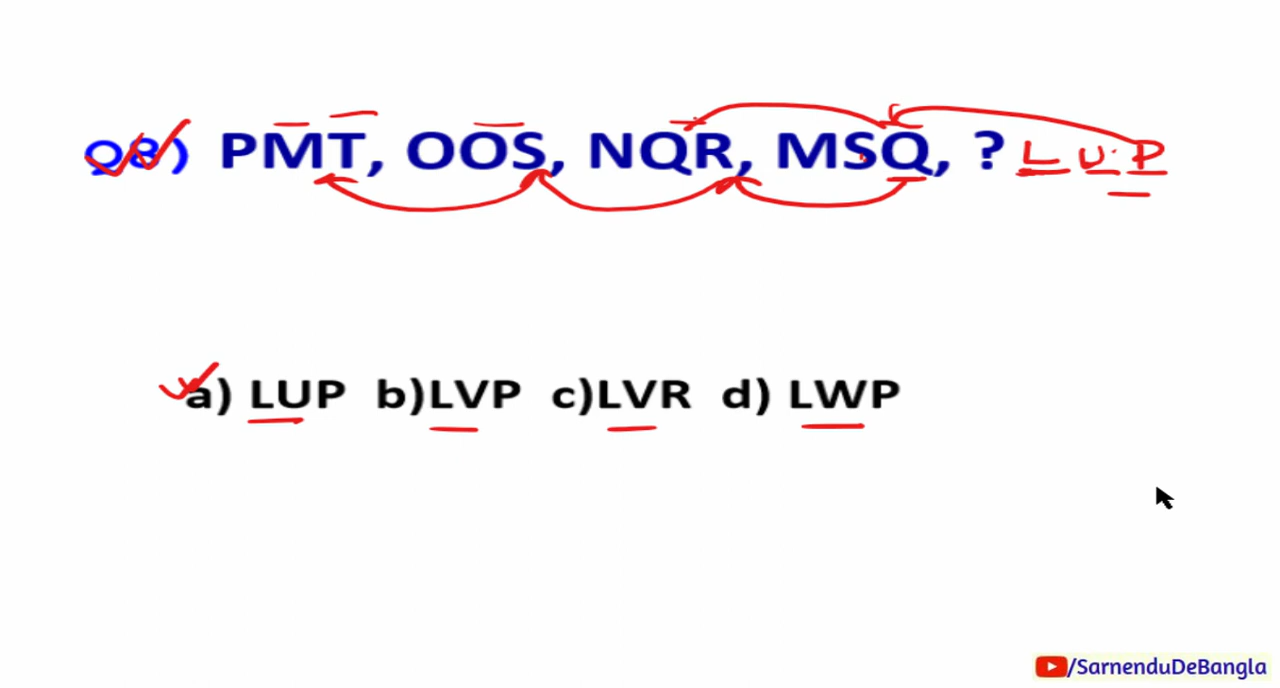 Q8) PMT, OOS, NQR, MSQ, ? LUP
a) LUP b)LVP c)LVR d) LWP
/SarnenduDeBangla